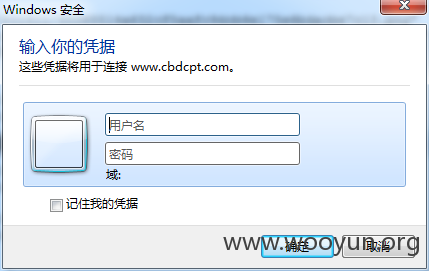 Windows 安全
输入你的凭据
这些凭据将用于连接 www.cbdcpt.com。
用户名
密码
域:
记住我的凭据
确定
取消
www.wooyun.org